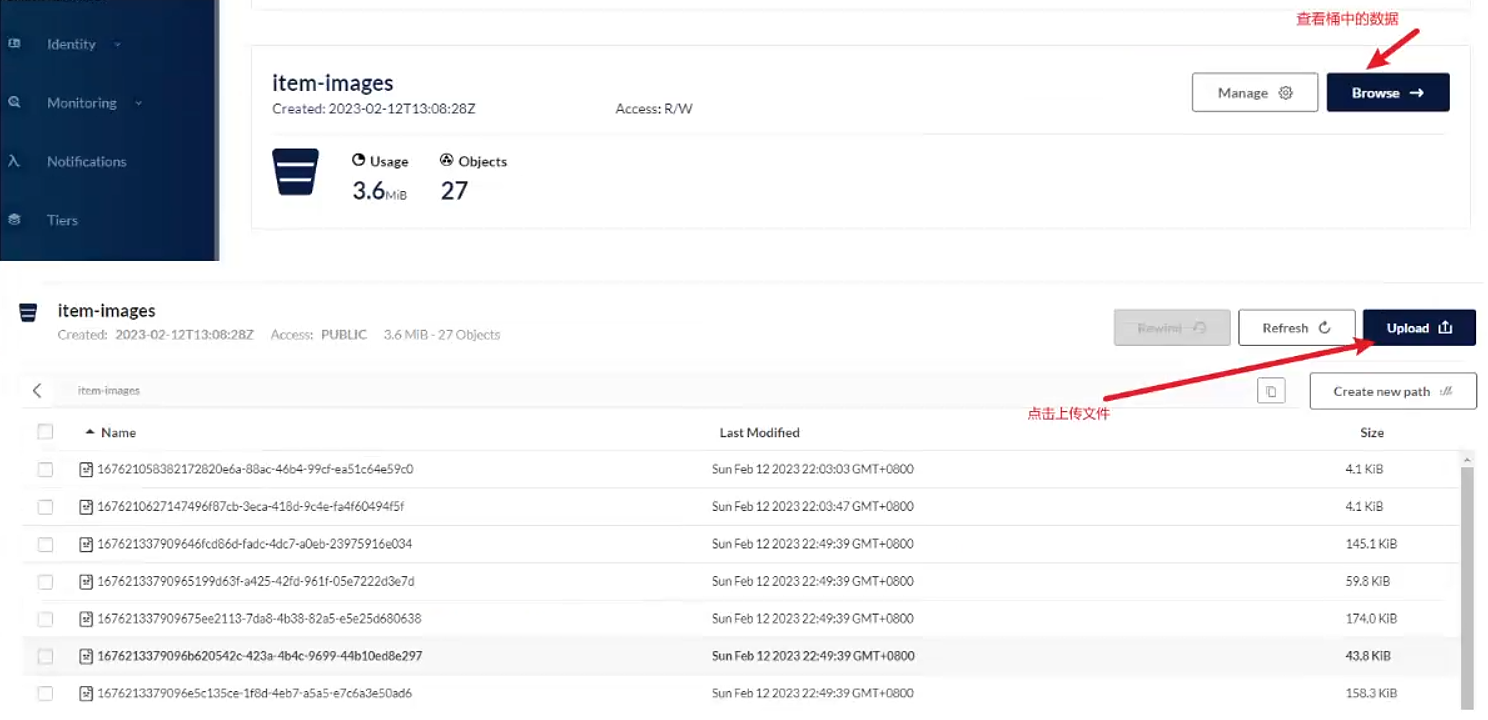 查看桶中的数据
Identity
item-images
Manage
Browse
Monitoring
Created: 2023-02-12T13:08:28Z Access: R/W
Notifications
Usage Objects
3.6MiB 27
Tiers
item-images
Created: 2023-02-12T13:08:28Z Access: PUBLIC 3.6 MiB - 27 Objects
Rewind Refresh Upload
item-images
Create new path
点击上传文件
Name Last Modified Size
167621058382172820e6a-88ac-46b4-99cf-ea51c64e59c0 Sun Feb 12 2023 22:03:03 GMT+0800 4.1 KiB
1676210627147496f87cb-3eca-418d-9c4e-fa4f60494f5f Sun Feb 12 2023 22:03:47 GMT+0800 4.1 KiB
167621337909646fcd86d-fadc-4dc7-a0eb-23975916e034 Sun Feb 12 2023 22:49:39 GMT+0800 145.1 KiB
16762133790965199d63f-a425-42fd-961f-05e7222d3e7d Sun Feb 12 2023 22:49:39 GMT+0800 59.8 KiB
167621337909675ee2113-7da8-4b38-82a5-e5e25d680638 Sun Feb 12 2023 22:49:39 GMT+0800 174.0 KiB
1676213379096b620542c-423a-4b4c-9699-44b10ed8e297 Sun Feb 12 2023 22:49:39 GMT+0800 43.8 KiB
1676213379096e5c135ce-1f8d-4eb7-a5a5-e7c6a3e50ad6 Sun Feb 12 2023 22:49:39 GMT+0800 158.3 KiB